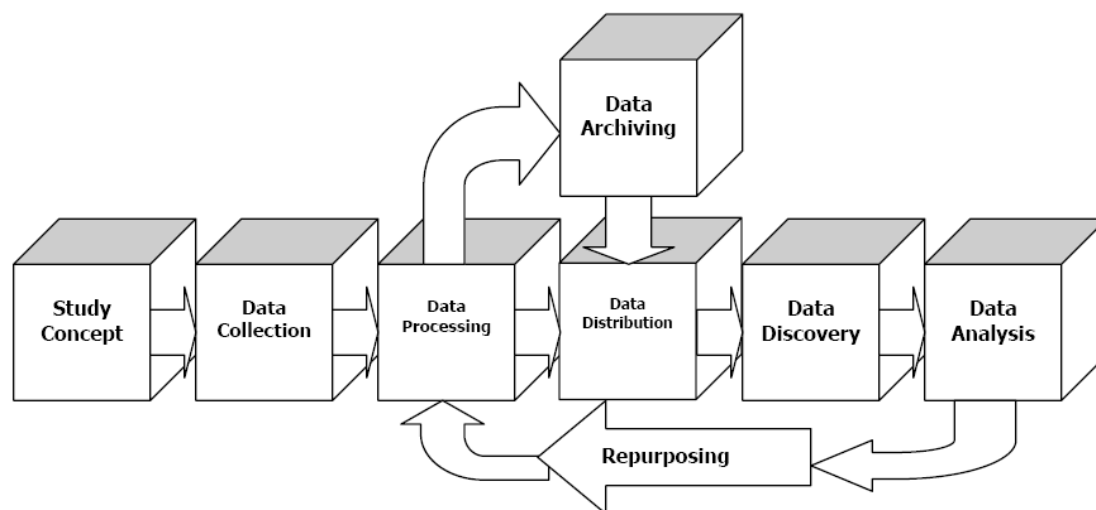 Data
Archiving
Study
Concept
Data
Collection
Data
Processing
Data
Distribution
Data
Discovery
Data
Analysis
Repurposing